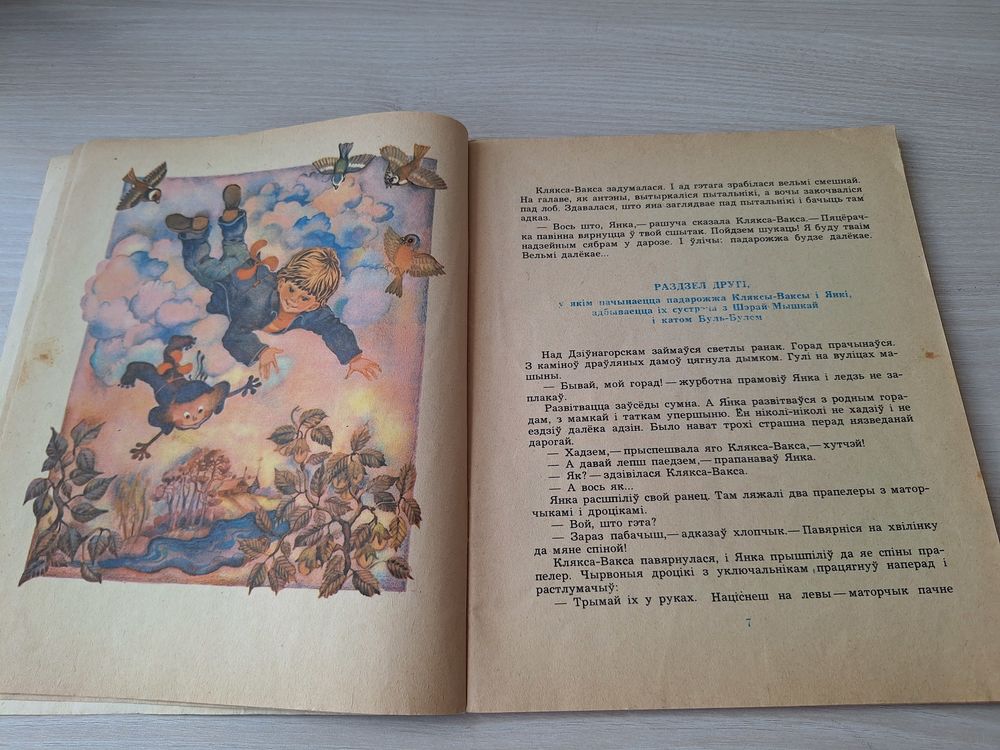 Клякса-Вакса задумалася. І ад гэтага зрабілася вельмі смешнай.
На галаве, як антэны, вытыркаліся пытальнікі, а вочы закочваліся
пад лоб. Здавалася, што яна заглядвае пад пытальнікі і бачыць там
адказ.
— Вось што, Янка,— рашуча сказала Клякса-Вакса.— Пяцёрач-
ка павінна вярнуцца ў твой сшытак. Пойдзем шукаць! Я буду тваім
надзейным сябрам у дарозе. І ўлічы: падарожжа будзе далёкае.
Вельмі далёкае...
РАЗДЗЕЛ ДРУГІ,
у якім пачынаецца падарожжа Кляксы-Ваксы і Янкі,
адбываецца іх сустрэча з Шэрай Мышкай
і катом Буль-Булем
Над Дзіўнагорскам займаўся светлы ранак. Горад прачынаўся.
З камiноў драўляных дамоў цягнула дымком. Гулі на вуліцах ма-
шыны.
— Бывай, мой горад! — журботна прамовіў Янка і ледзь не за-
плакаў.
Развітвацца заўсёды сумна. А Янка развітваўся з родным гора-
дам, з мамкай і таткам упершыню. Ён ніколі-ніколі не хадзіў і не
ездзіў далёка адзін. Было нават трохі страшна перад нязведанай
дарогай.
— Хадзем,— прыспешвала яго Клякса-Вакса,— хутчэй!
— А давай лепш паедзем,— прапанаваў Янка.
— Як? — здзівілася Клякса-Вакса.
— А вось як...
Янка расшпіліў свой ранец. Там ляжалі два прапелеры з матор-
чыкамі і дроцікамі.
— Вой, што гэта?
— Зараз пабачыш,— адказаў хлопчык.— Павярніся на хвілінку
да мяне спіной!
Клякса-Вакса павярнулася, і Янка прышпіліў да яе спіны пра-
пелер. Чырвоныя дроцікі з уключальнікам працягнуў наперад і
растлумачыў:
— Трымай іх у руках. Націснеш на левы — маторчык пачне
7